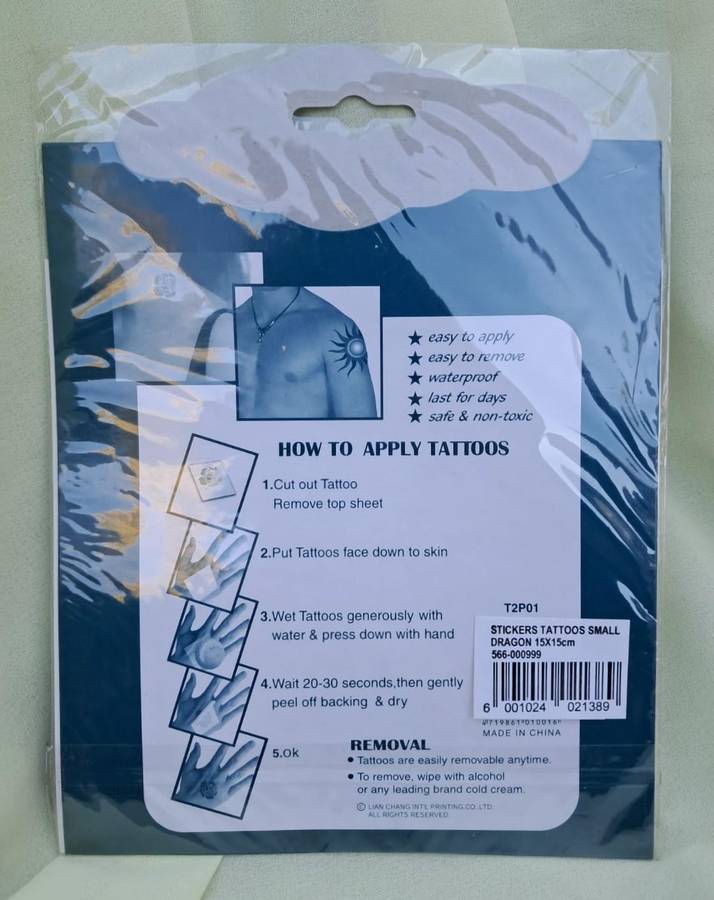 ★ easy to apply
★ easy to remove
★ waterproof
★ last for days
★ safe & non-toxic
HOW TO APPLY TATTOOS
1.Cut out Tattoo
Remove top sheet
2.Put Tattoos face down to skin
3.Wet Tattoos generously with
water & press down with hand
4.Wait 20-30 seconds,then gently
peel off backing & dry
5.Ok
T2P01
STICKERS TATTOOS SMALL
DRAGON 15X15cm
566-000999
6 001024 021389
MADE IN CHINA
REMOVAL
• Tattoos are easily removable anytime.
• To remove, wipe with alcohol
or any leading brand cold cream.
© LIAN CHANG INT'L PRINTING CO.,LTD.
ALL RIGHTS RESERVED